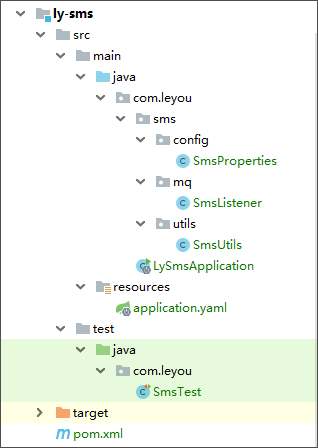 ly-sms
src
main
java
com.leyou
sms
config
SmsProperties
mq
SmsListener
utils
SmsUtils
LySmsApplication
resources
application.yaml
test
java
com.leyou
SmsTest
target
pom.xml